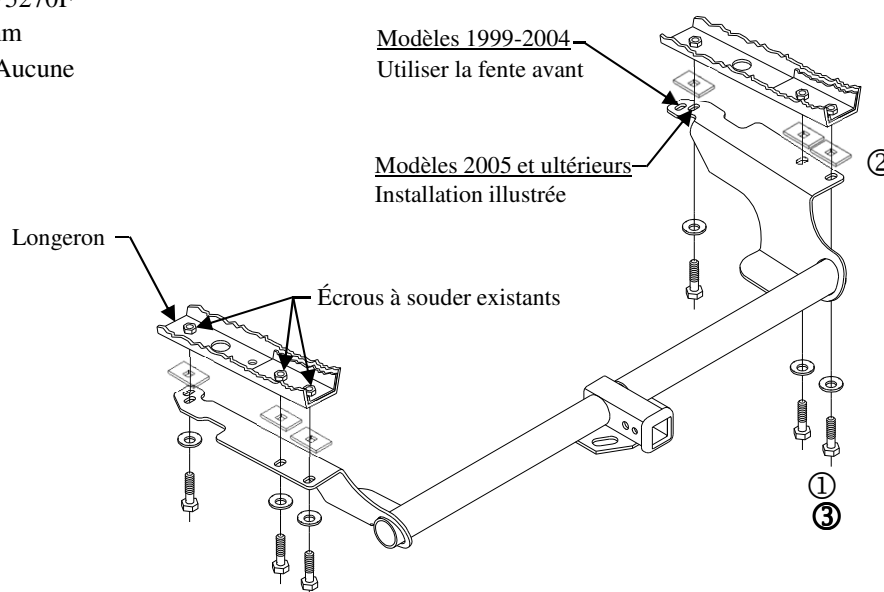 Aucune
Modèles 1999-2004
Utiliser la fente avant
Modèles 2005 et ultérieurs
Installation illustrée
②
Longeron
Écrous à souder existants
①
③